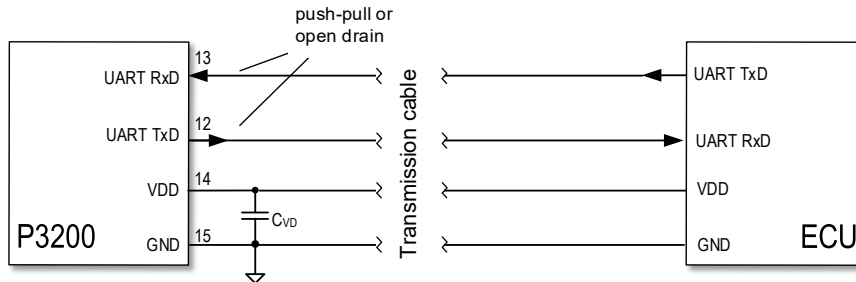 push-pull or
open drain
13
UART RxD
UART TxD
12
UART TxD
UART RxD
14
VDD
VDD
CVD
15
GND
GND
P3200
ECU
Transmission cable